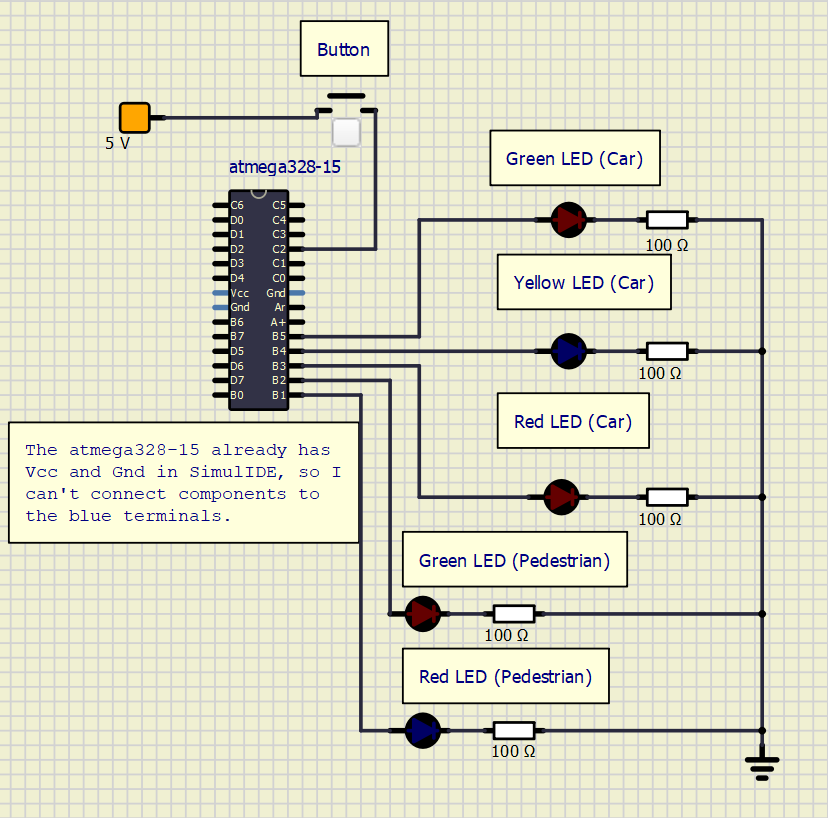 Button
5 V
atmega328-15
C6 C5
D0 C4
D1 C3
D2 C2
D3 C1
D4 C0
Vcc Gnd
Gnd Ar
B6 A+
B7 B5
D5 B4
D6 B3
D7 B2
B0 B1
Green LED (Car)
100 Ω
Yellow LED (Car)
100 Ω
Red LED (Car)
100 Ω
The atmega328-15 already has
Vcc and Gnd in SimulIDE, so I
can't connect components to
the blue terminals.
Green LED (Pedestrian)
100 Ω
Red LED (Pedestrian)
100 Ω